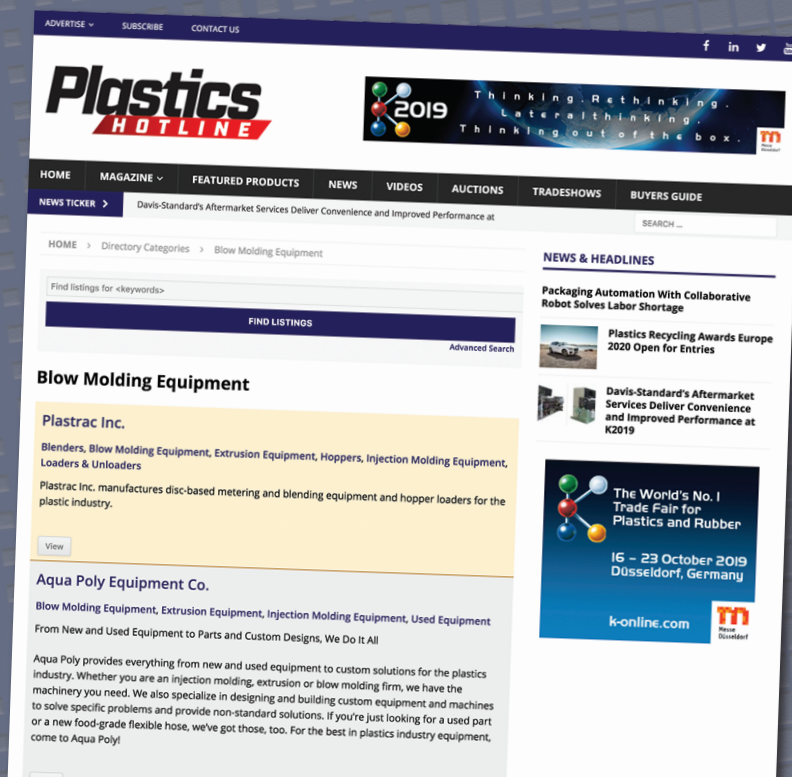 ADVERTISE
SUBSCRIBE
CONTACT US
Plastics
HOTLINE
2019
Thinking. Rethinking.
Lateral thinking.
Thinking out of the box.
Messe
Düsseldorf
HOME
MAGAZINE
FEATURED PRODUCTS
NEWS
VIDEOS
AUCTIONS
TRADESHOWS
BUYERS GUIDE
NEWS TICKER
Davis-Standard's Aftermarket Services Deliver Convenience and Improved Performance at
SEARCH ...
HOME > Directory Categories > Blow Molding Equipment
Find listings for <keywords>
FIND LISTINGS
Advanced Search
Blow Molding Equipment
Plastrac Inc.
Blenders, Blow Molding Equipment, Extrusion Equipment, Hoppers, Injection Molding Equipment,
Loaders & Unloaders
Plastrac Inc. manufactures disc-based metering and blending equipment and hopper loaders for the
plastic industry.
View
Aqua Poly Equipment Co.
Blow Molding Equipment, Extrusion Equipment, Injection Molding Equipment, Used Equipment
From New and Used Equipment to Parts and Custom Designs, We Do It All
Aqua Poly provides everything from new and used equipment to custom solutions for the plastics
industry. Whether you are an injection molding, extrusion or blow molding firm, we have the
machinery you need. We also specialize in designing and building custom equipment and machines
to solve specific problems and provide non-standard solutions. If you're just looking for a used part
or a new food-grade flexible hose, we've got those, too. For the best in plastics industry equipment,
come to Aqua Poly!
NEWS & HEADLINES
Packaging Automation With Collaborative
Robot Solves Labor Shortage
Plastics Recycling Awards Europe
2020 Open for Entries
Davis-Standard's Aftermarket
Services Deliver Convenience
and Improved Performance at
K2019
The World's No. 1
Trade Fair for
Plastics and Rubber
16 – 23 October 2019
Düsseldorf, Germany
k-online.com
Messe
Düsseldorf